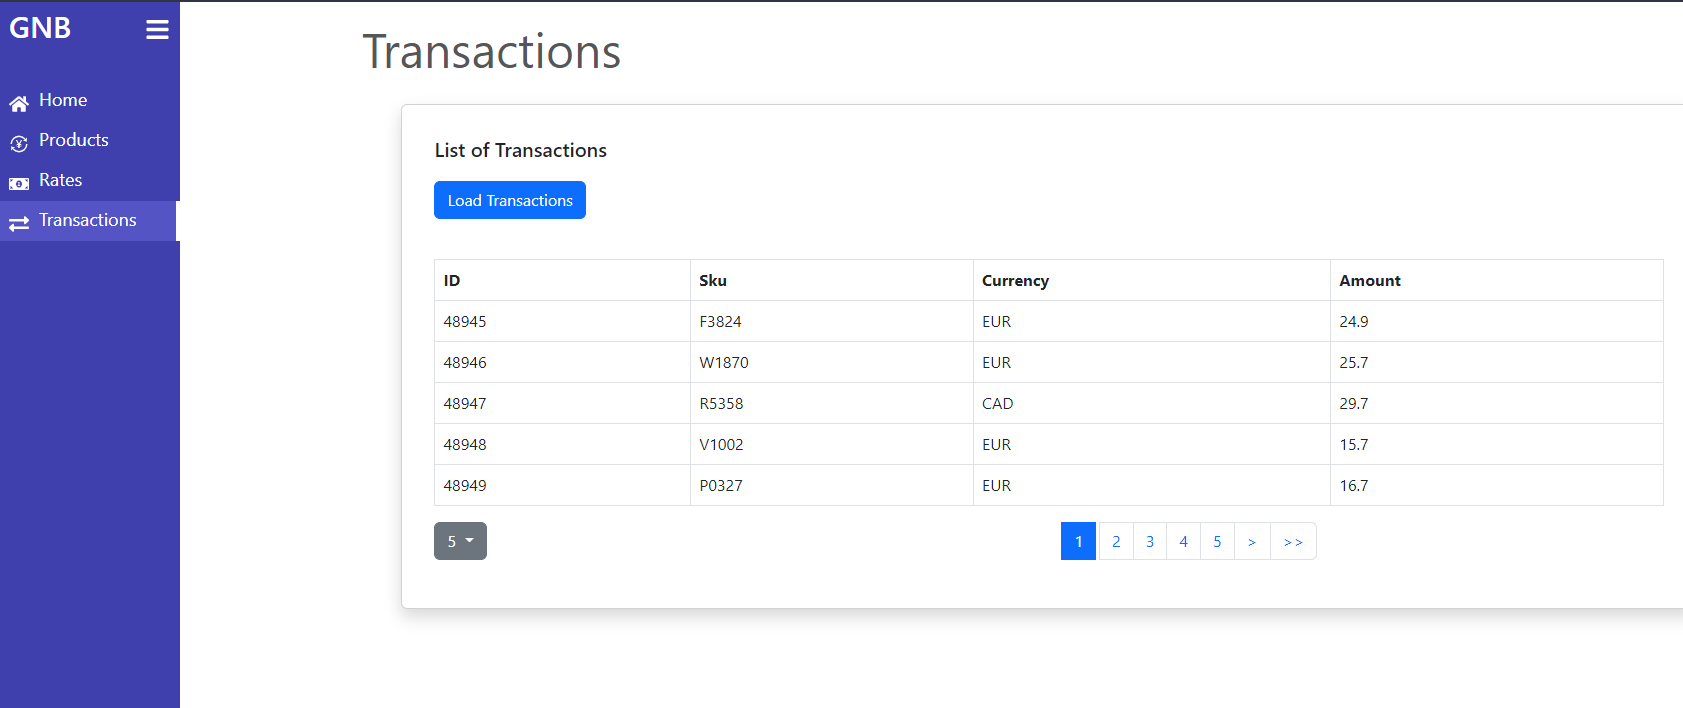 GNB
Home
Products
Rates
Transactions
Transactions
List of Transactions
Load Transactions
ID Sku Currency Amount
48945 F3824 EUR 24.9
48946 W1870 EUR 25.7
48947 R5358 CAD 29.7
48948 V1002 EUR 15.7
48949 P0327 EUR 16.7
5 1 2 3 4 5 > >>